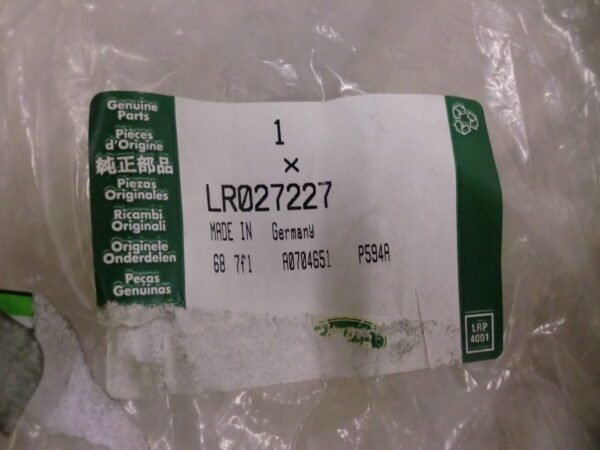 Genuine
Parts
Pièces
d'Origine
純正部品
Piezas
Originales
Ricambi
Originali
Originele
Onderdelen
Peças
Genuinas
1
×
LR027227
MADE IN Germany
68 7f1 A0704651 P594A
LRP
4001